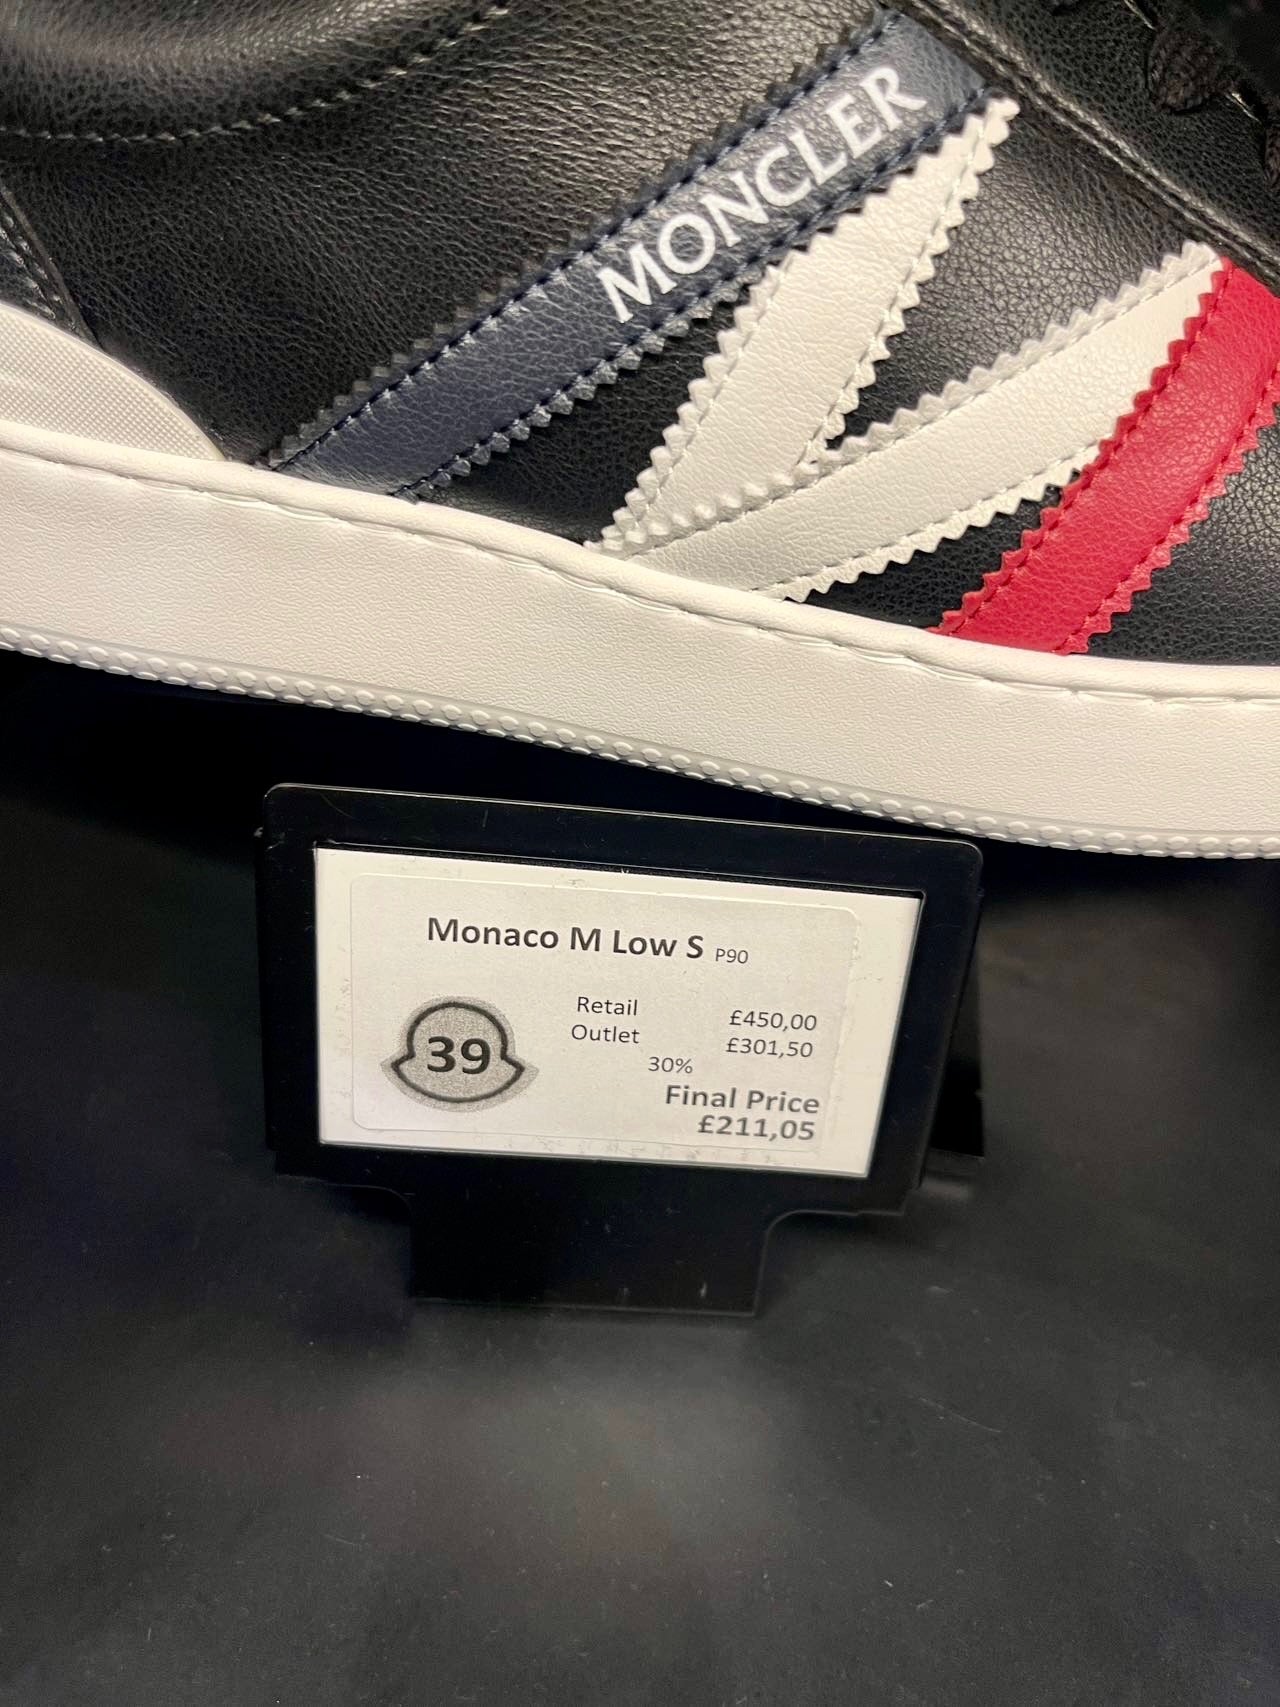 MONCLER
Monaco M Low S P90
39
Retail £450,00
Outlet £301,50
30%
Final Price
£211,05